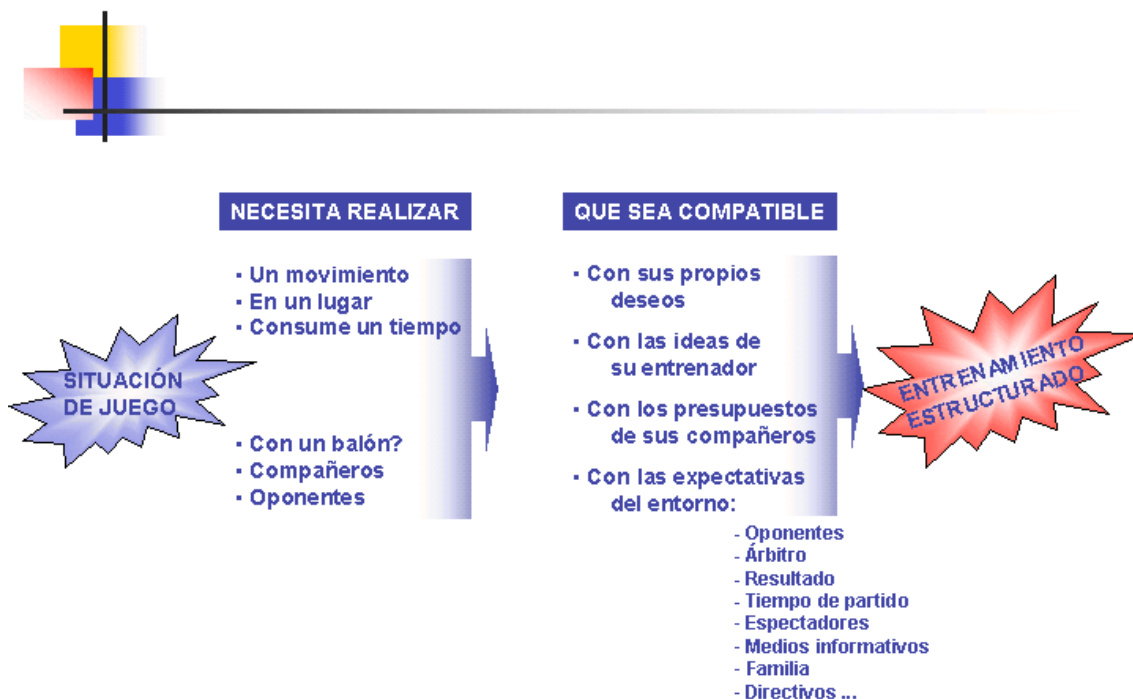 NECESITA REALIZAR
QUE SEA COMPATIBLE
SITUACIÓN
DE JUEGO
▪ Un movimiento
▪ En un lugar
▪ Consume un tiempo
▪ Con un balón?
▪ Compañeros
▪ Oponentes
▪ Con sus propios
deseos
▪ Con las ideas de
su entrenador
▪ Con los presupuestos
de sus compañeros
▪ Con las expectativas
del entorno:
- Oponentes
- Árbitro
- Resultado
- Tiempo de partido
- Espectadores
- Medios informativos
- Familia
- Directivos ...
ENTRENAMIENTO
ESTRUCTURADO